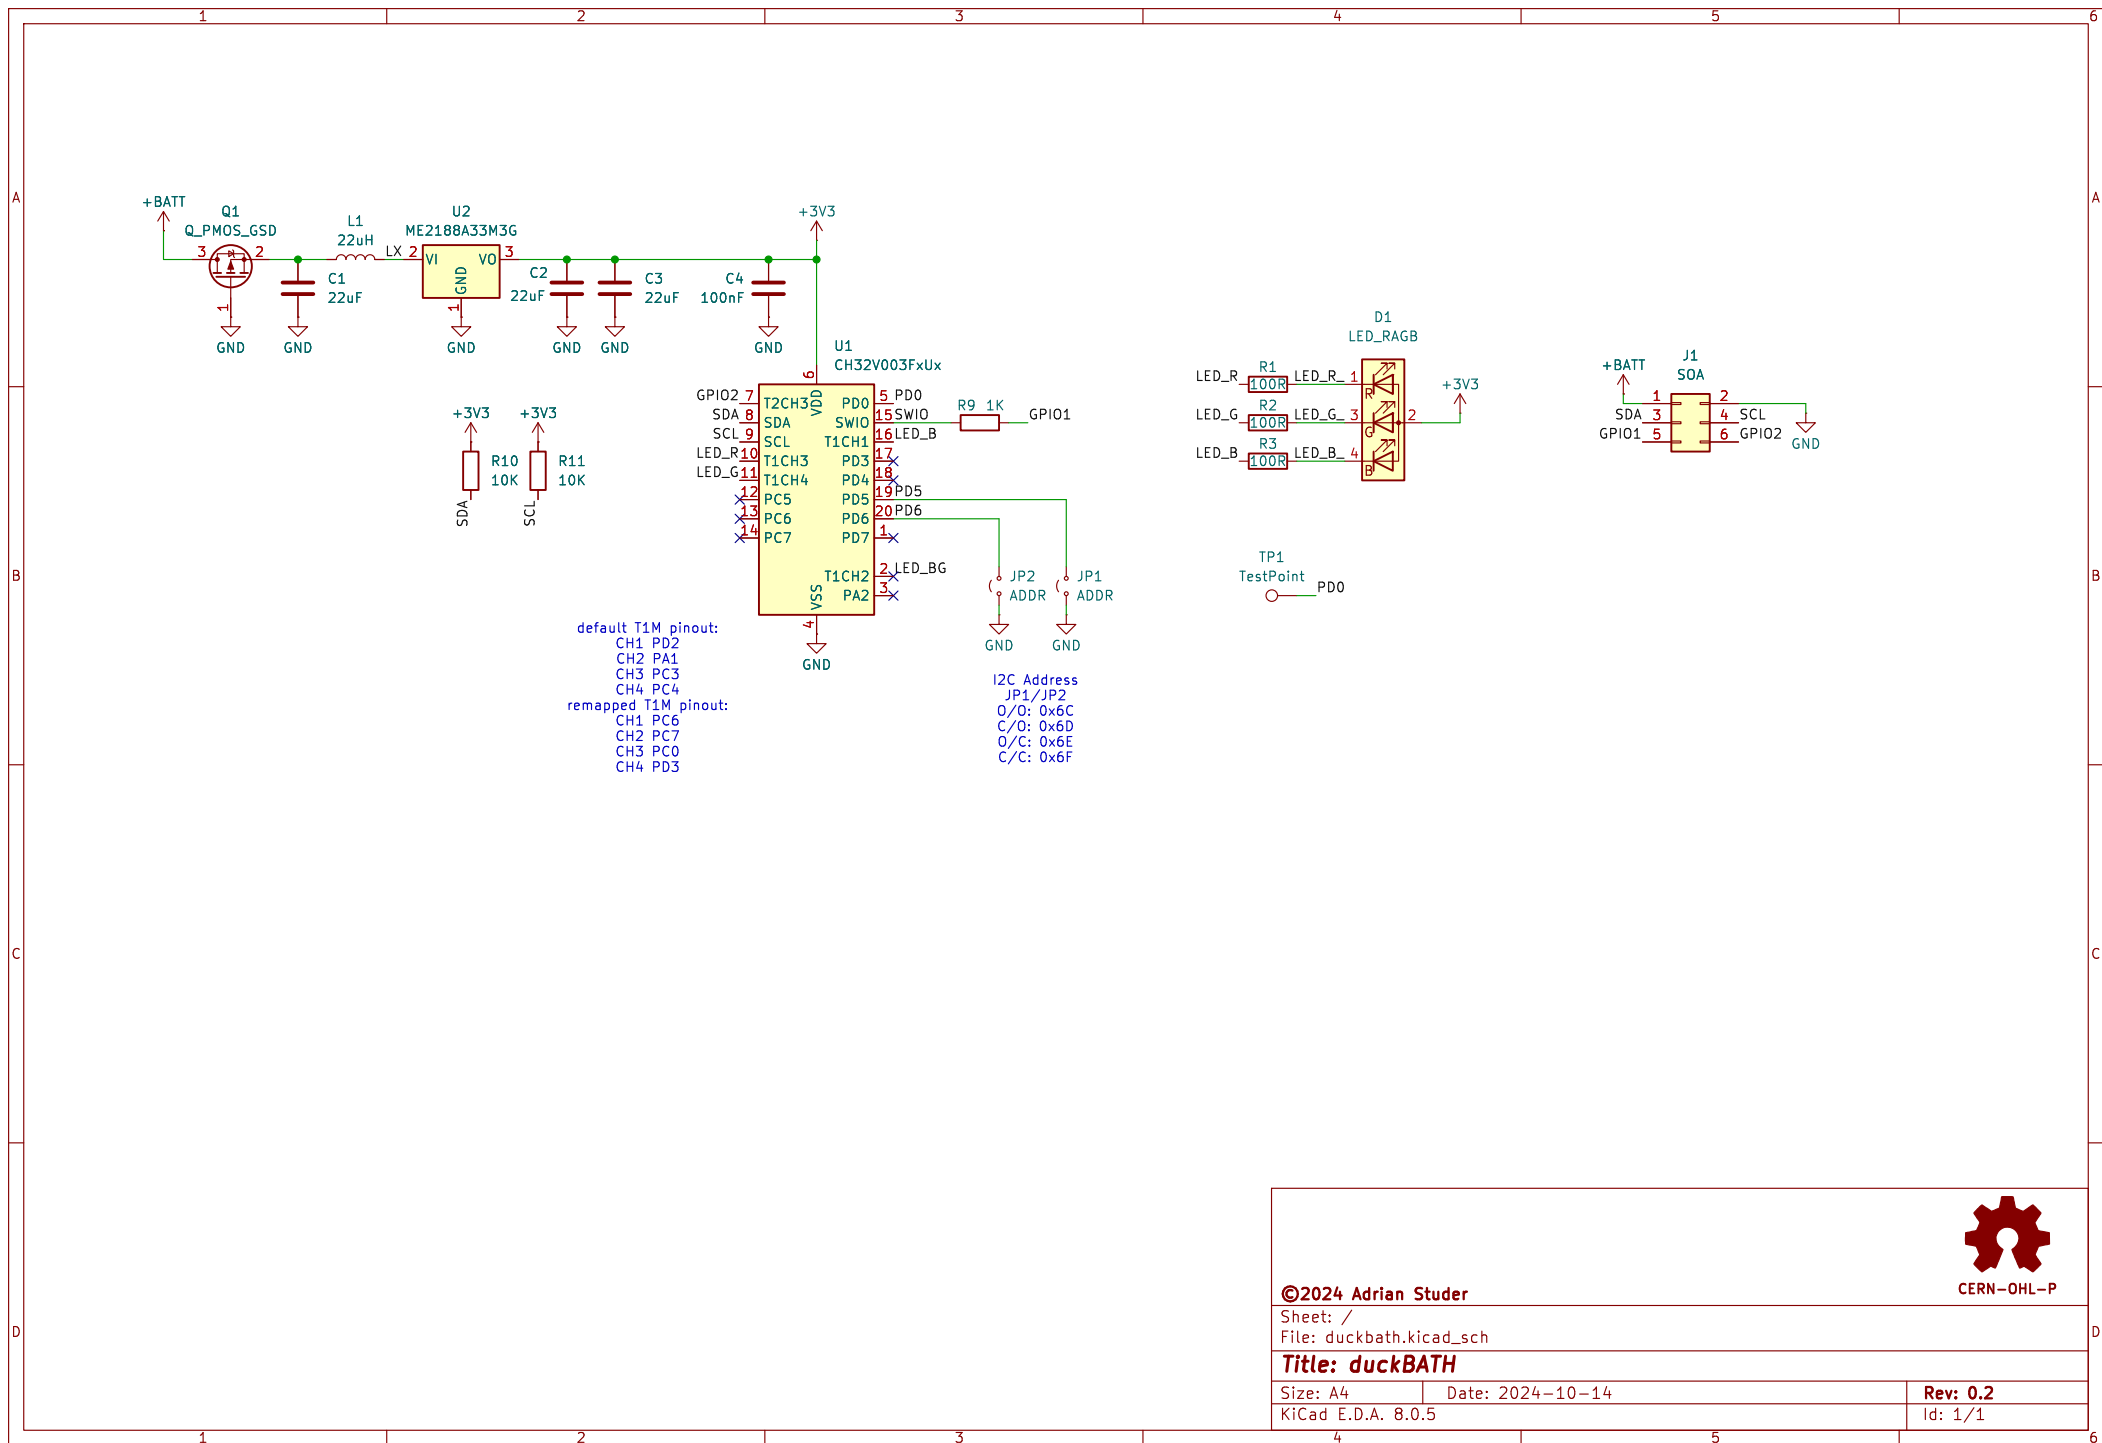 1 2 3 4 5 6
A
A
B
B
C
C
D
D
1 2 3 4 5 6
+BATT
Q1
Q_PMOS_GSD
3
2
1
GND
C1
22uF
GND
L1
22uH
LX
U2
ME2188A33M3G
2
VI
VO
3
GND
1
GND
C2
22uF
GND
C3
22uF
GND
C4
100nF
GND
+3V3
U1
CH32V003FxUx
6
VDD
GPIO2 7 T2CH3
SDA 8 SDA
SCL 9 SCL
LED_R 10 T1CH3
LED_G 11 T1CH4
12 PC5
13 PC6
14 PC7
PD0 5 PD0
SWIO 15 SWIO
T1CH1 16 LED_B
PD3 17
PD4 18
PD5 19 PD5
PD6 20 PD6
PD7 1
T1CH2 2 LED_BG
PA2 3
VSS
4
GND
R9 1K
GPIO1
+3V3
R10
10K
SDA
+3V3
R11
10K
SCL
JP2
ADDR
GND
JP1
ADDR
GND
default T1M pinout:
CH1 PD2
CH2 PA1
CH3 PC3
CH4 PC4
remapped T1M pinout:
CH1 PC6
CH2 PC7
CH3 PC0
CH4 PD3
I2C Address
JP1/JP2
O/O: 0x6C
C/O: 0x6D
O/C: 0x6E
C/C: 0x6F
D1
LED_RAGB
LED_R
R1
100R
LED_R_
1
R
LED_G
R2
100R
LED_G_
3
G
LED_B
R3
100R
LED_B_
4
B
2
+3V3
TP1
TestPoint
PD0
+BATT
J1
SOA
1 2
SDA 3 4 SCL
GPIO1 5 6 GPIO2
GND
CERN-OHL-P
©2024 Adrian Studer
Sheet: /
File: duckbath.kicad_sch
Title: duckBATH
Size: A4
Date: 2024-10-14
Rev: 0.2
KiCad E.D.A. 8.0.5
Id: 1/1